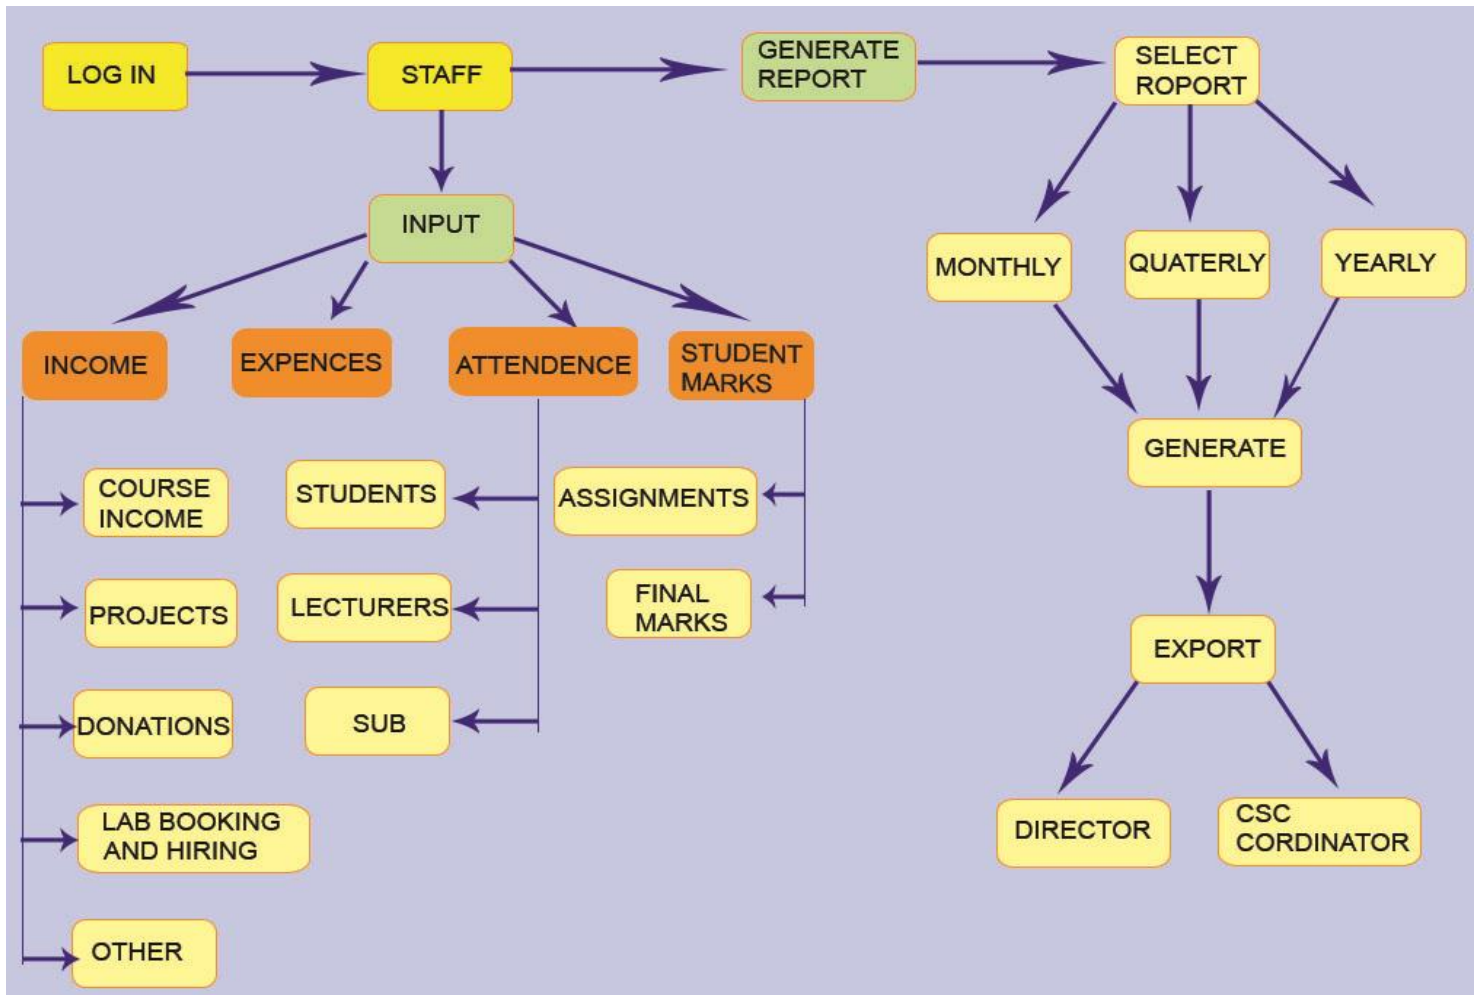 LOG IN
STAFF
GENERATE
REPORT
SELECT
ROPORT
INPUT
MONTHLY
QUATERLY
YEARLY
INCOME
EXPENCES
ATTENDENCE
STUDENT
MARKS
GENERATE
COURSE
INCOME
STUDENTS
ASSIGNMENTS
PROJECTS
LECTURERS
FINAL
MARKS
EXPORT
DONATIONS
SUB
LAB BOOKING
AND HIRING
DIRECTOR
CSC
CORDINATOR
OTHER